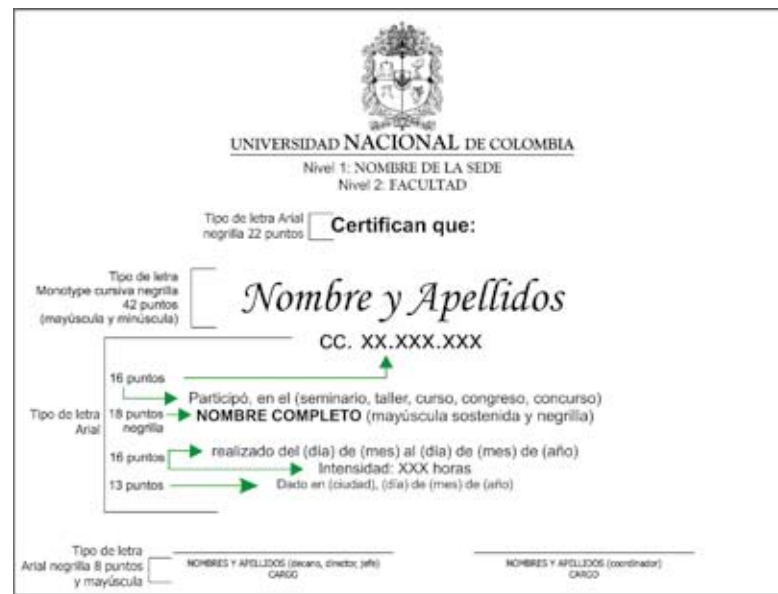 UNIVERSIDAD NACIONAL DE COLOMBIA
Nivel 1: NOMBRE DE LA SEDE
Nivel 2: FACULTAD
Tipo de letra Arial
negrilla 22 puntos
Certifican que:
Tipo de letra
Monotype cursiva negrilla
42 puntos
(mayúscula y minúscula)
Nombre y Apellidos
CC. XX.XXX.XXX
16 puntos
Participó, en el (seminario, taller, curso, congreso, concurso)
Tipo de letra
Arial
18 puntos
negrilla
NOMBRE COMPLETO (mayúscula sostenida y negrilla)
16 puntos
realizado del (día) de (mes) al (día) de (mes) de (año)
Intensidad: XXX horas
13 puntos
Dado en (ciudad), (día) de (mes) de (año)
Tipo de letra
Arial negrilla 8 puntos
y mayúscula
NOMBRES Y APELLIDOS (decano, director, jefe)
CARGO
NOMBRES Y APELLIDOS (coordinador)
CARGO